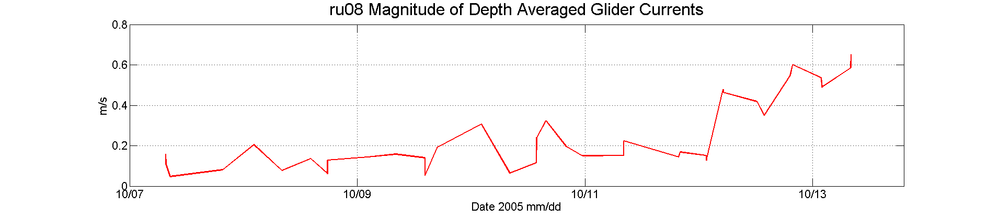 ru08 Magnitude of Depth Averaged Glider Currents
0.8
0.6
0.4
0.2
0
m/s
10/07 10/09 10/11 10/13
Date 2005 mm/dd